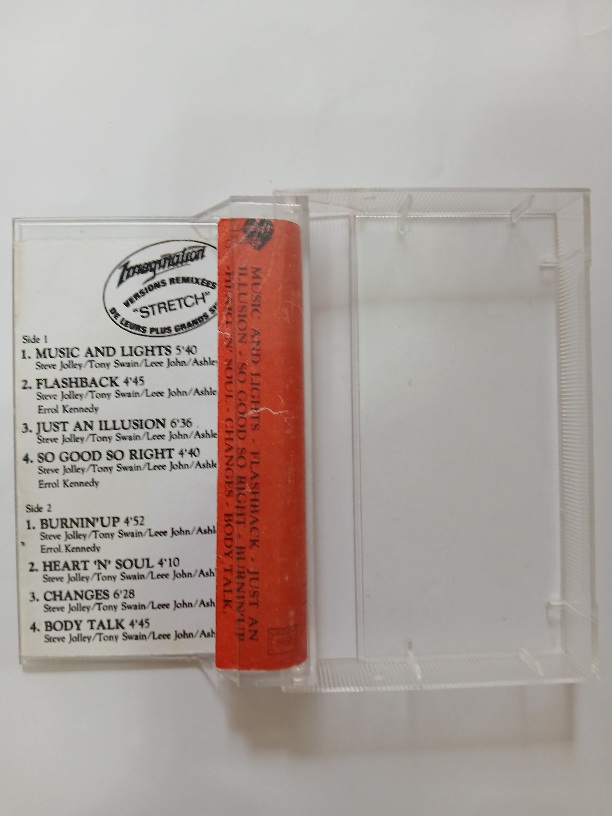 Imagination
VERSIONS REMIXÉES
"STRETCH"
DE LEURS PLUS GRANDS
Side 1
1. MUSIC AND LIGHTS 5'40
Steve Jolley/Tony Swain/Leee John/Ashle
2. FLASHBACK 4'45
Steve Jolley/Tony Swain/Leee John/Ashle
Errol Kennedy
3. JUST AN ILLUSION 6'36
Steve Jolley/Tony Swain/Leee John/Ashle
4. SO GOOD SO RIGHT 4'40
Steve Jolley/Tony Swain/Leee John/Ashle
Errol Kennedy
Side 2
1. BURNIN'UP 4'52
Steve Jolley/Tony Swain/Leee John/Ashl
Errol Kennedy
2. HEART 'N' SOUL 4'10
Steve Jolley/Tony Swain/Leee John/Ash
3. CHANGES 6'28
Steve Jolley/Tony Swain/Leee John/Ash
4. BODY TALK 4'45
Steve Jolley/Tony Swain/Leee John/Ash
MUSIC AND LIGHTS - FLASHBACK - JUST AN
ILLUSION - SO GOOD SO RIGHT - BURNIN'UP
- HEART 'N' SOUL - CHANGES - BODY TALK.